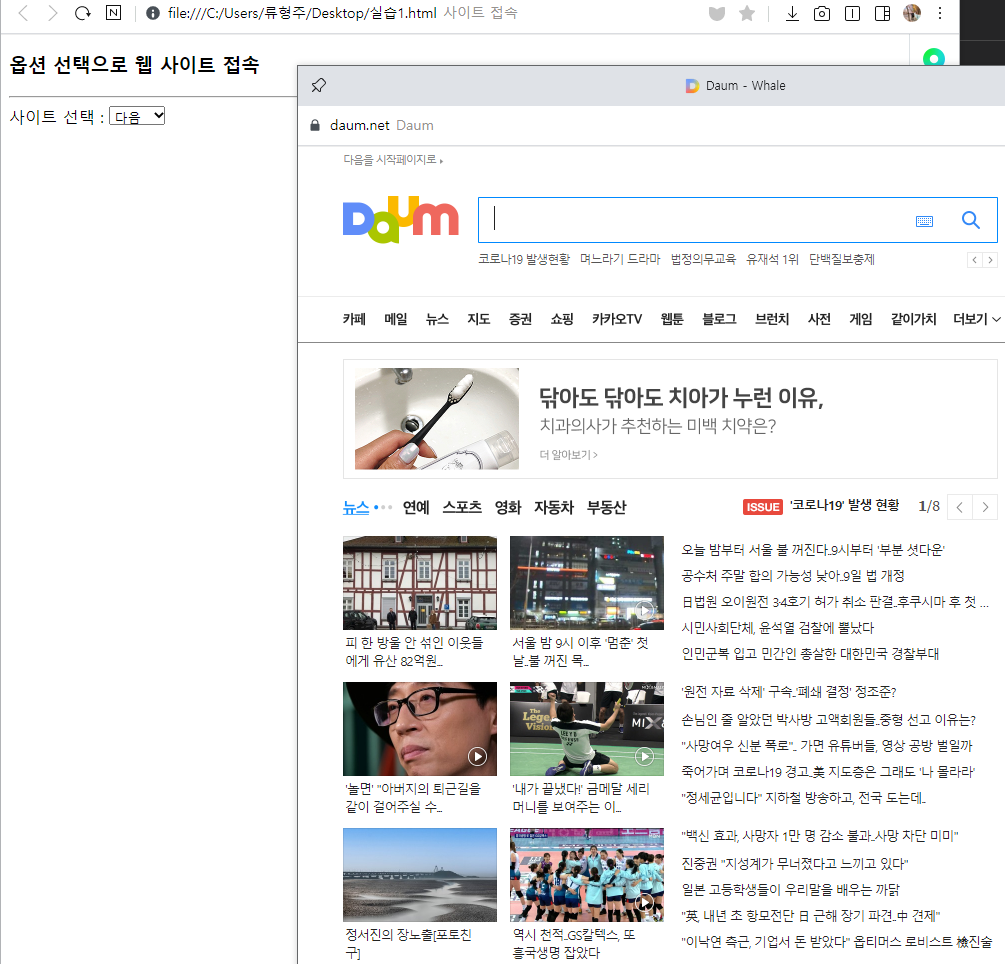 file:///C:/Users/류형주/Desktop/실습1.html 사이트 접속
옵션 선택으로 웹 사이트 접속
사이트 선택 : 다음
Daum - Whale
daum.net Daum
다음을 시작페이지로
Daum
코로나19 발생현황 며느라기 드라마 법정의무교육 유재석 1위 단백질보충제
카페 메일 뉴스 지도 증권 쇼핑 카카오TV 웹툰 블로그 브런치 사전 게임 같이가치 더보기
닦아도 닦아도 치아가 누런 이유,
치과의사가 추천하는 미백 치약은?
더 알아보기 >
뉴스 연예 스포츠 영화 자동차 부동산
ISSUE '코로나19' 발생 현황 1/8
피 한 방울 안 섞인 이웃들
에게 유산 82억원..
서울 밤 9시 이후 '멈춘' 첫
날..불 꺼진 목...
'놀면' "아버지의 퇴근길을
같이 걸어주실 수...
The
Legend
Vision
LEE Y D
'내가 끝냈다!' 금메달 세리
머니를 보여주는 이...
정서진의 장노출[포토친
구]
역시 천적..GS칼텍스, 또
흥국생명 잡았다
오늘 밤부터 서울 불 꺼진다..9시부터 '부분 셧다운'
공수처 주말 합의 가능성 낮아..9일 법 개정
日법원 오이원전 3·4호기 허가 취소 판결..후쿠시마 후 첫 ...
시민사회단체, 윤석열 검찰에 뿔났다
인민군복 입고 민간인 총살한 대한민국 경찰부대
'원전 자료 삭제' 구속..'폐쇄 결정' 정조준?
손님인 줄 알았던 박사방 고액회원들..중형 선고 이유는?
"사망여우 신분 폭로".. 가면 유튜버들, 영상 공방 벌일까
죽어가며 코로나19 경고..美 지도층은 그래도 '나 몰라라'
"정세균입니다" 지하철 방송하고, 전국 도는데..
"백신 효과, 사망자 1만 명 감소 불과..사망 차단 미미"
진중권 "지성계가 무너졌다고 느끼고 있다"
일본 고등학생들이 우리말을 배우는 까닭
"英, 내년 초 항모전단 日 근해 장기 파견..中 견제"
"이낙연 측근, 기업서 돈 받았다" 옵티머스 로비스트 檢진술